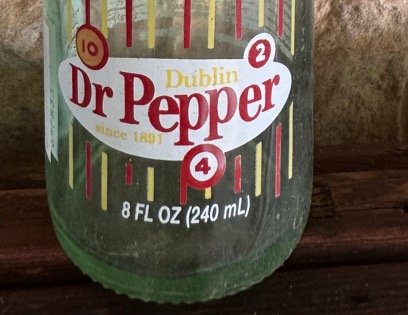 10
2
Dublin
Dr Pepper
since 1891
4
8 FL OZ (240 mL)